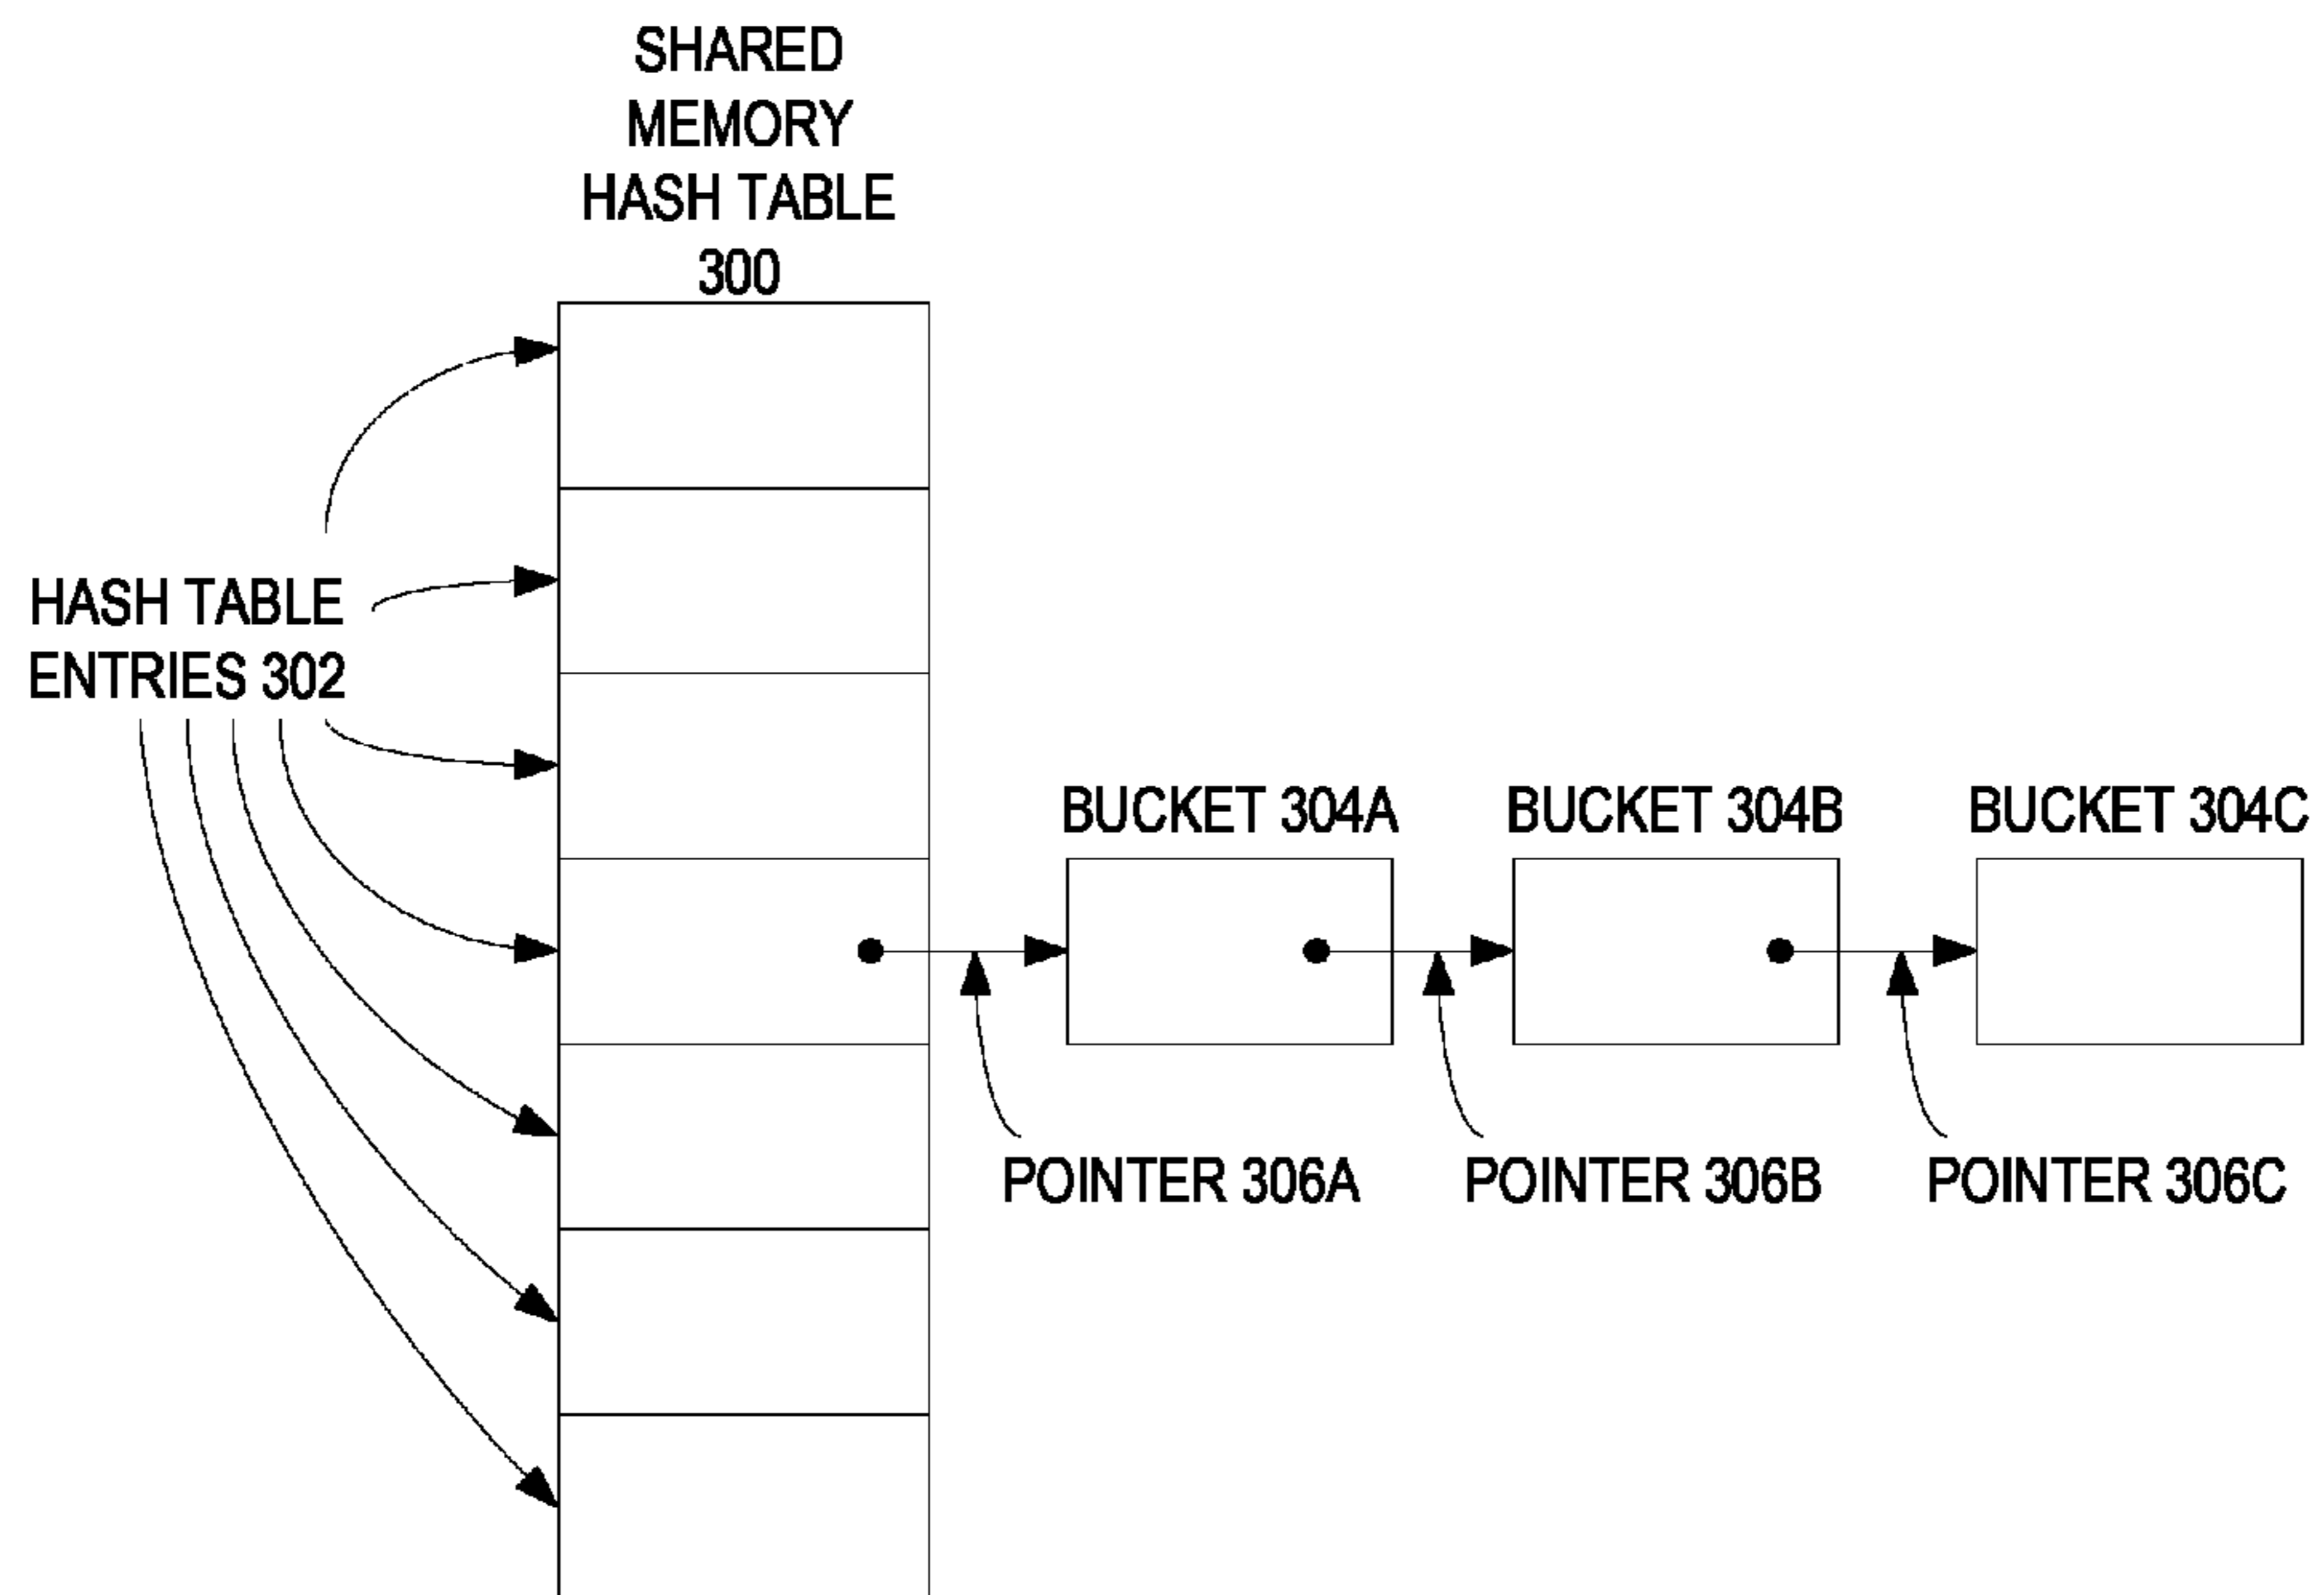 SHARED
MEMORY
HASH TABLE
300
HASH TABLE
ENTRIES 302
BUCKET 304A
BUCKET 304B
BUCKET 304C
POINTER 306A
POINTER 306B
POINTER 306C